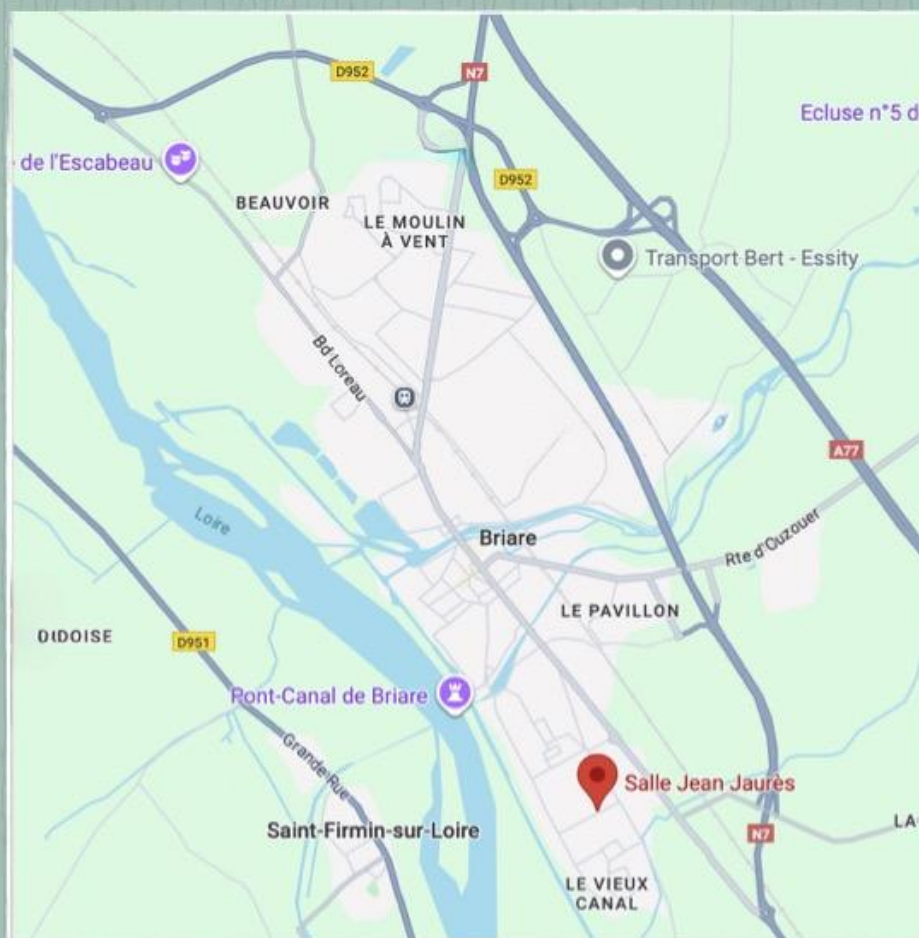 D952
N7
Ecluse n°5 d
de l'Escabeau
D952
BEAUVOIR
LE MOULIN
À VENT
Transport Bert - Essity
Bd Loreau
A77
Loire
Briare
Rte d'Ouzouer
LE PAVILLON
D951
Pont-Canal de Briare
Grande Rue
Salle Jean Jaurès
Saint-Firmin-sur-Loire
N7
LA
LE VIEUX
CANAL